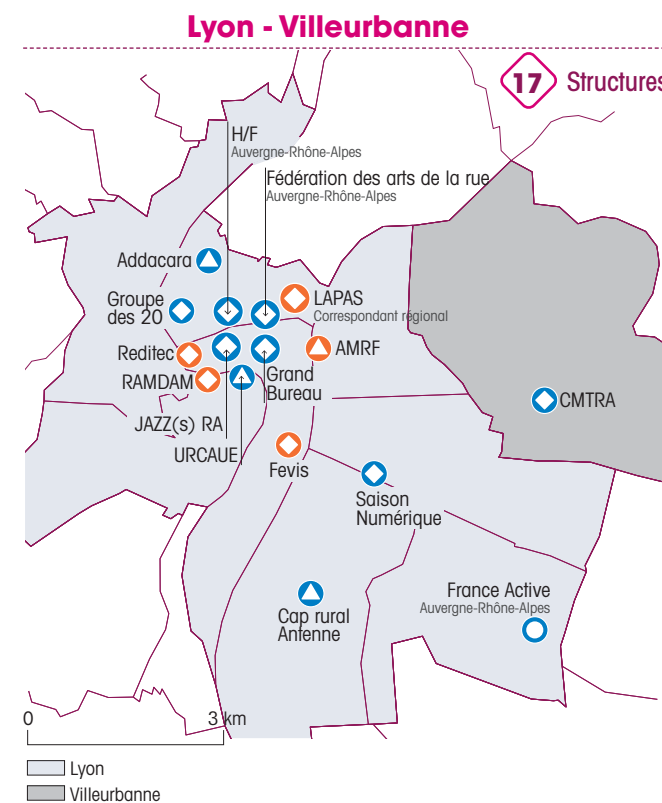 Lyon - Villeurbanne
17 Structures
H/F
Auvergne-Rhône-Alpes
Fédération des arts de la rue
Auvergne-Rhône-Alpes
Addacara
Groupe
des 20
LAPAS
Correspondant régional
Reditec
AMRF
RAMDAM
Grand
Bureau
CMTRA
JAZZ(s) RA
URCAUE
Fevis
Saison
Numérique
France Active
Auvergne-Rhône-Alpes
Cap rural
Antenne
0 3 km
Lyon
Villeurbanne